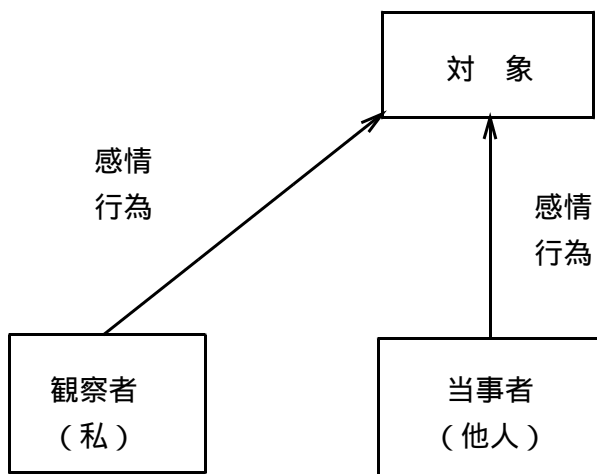 対　象
感情
行為
感情
行為
観察者
（私）
当事者
（他人）